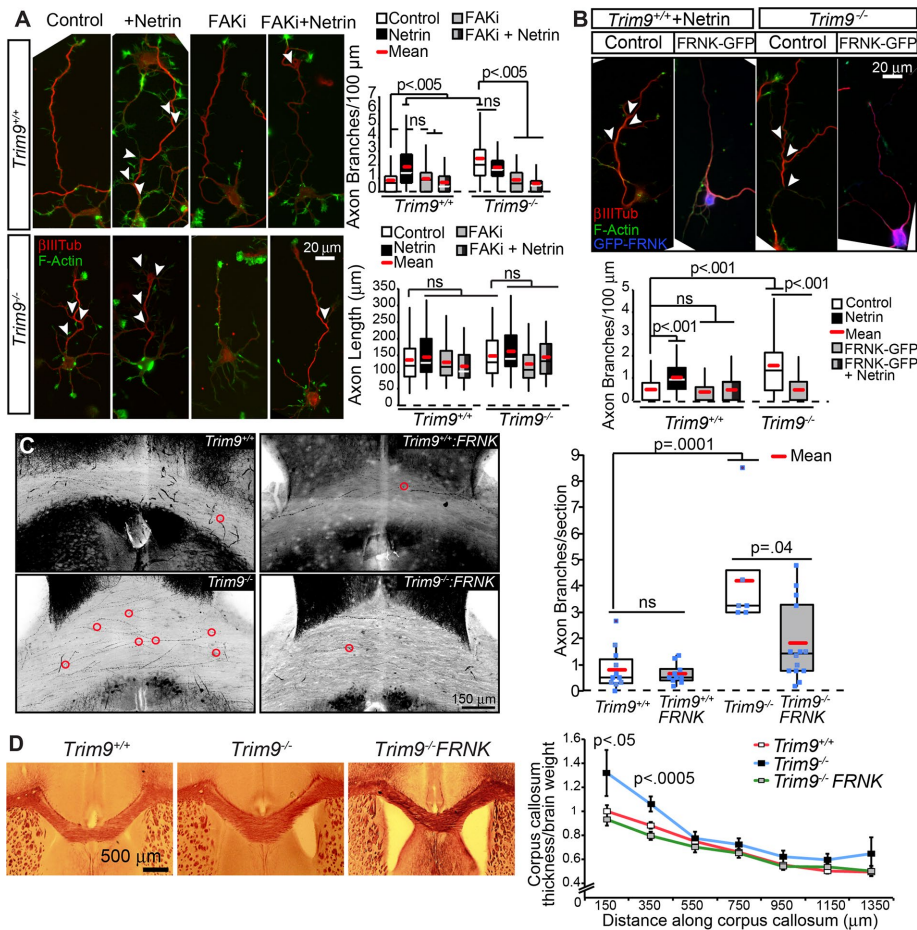 A
Control
+Netrin
FAKi
FAKi+Netrin
Trim9+/+
βIIITub
F-Actin
20 μm
Trim9-/-
Control
Netrin
Mean
FAKi
FAKi + Netrin
p<.005
p<.005
ns
ns
Axon Branches/100 μm
7
6
5
4
3
2
1
0
Trim9+/+
Trim9-/-
Control
Netrin
Mean
FAKi
FAKi + Netrin
ns
ns
Axon Length (μm)
350
300
250
200
150
100
50
0
Trim9+/+
Trim9-/-
B
Trim9+/+ +Netrin
Trim9-/-
Control
FRNK-GFP
Control
FRNK-GFP
20 μm
βIIITub
F-Actin
GFP-FRNK
p<.001
ns
p<.001
p<.001
Axon Branches/100 μm
5
4
3
2
1
0
Trim9+/+
Trim9-/-
Control
Netrin
Mean
FRNK-GFP
FRNK-GFP
+ Netrin
C
Trim9+/+
Trim9+/+:FRNK
Trim9-/-
Trim9-/-:FRNK
150 μm
p=.0001
Mean
p=.04
ns
Axon Branches/section
9
8
7
6
5
4
3
2
1
0
Trim9+/+
Trim9+/+
FRNK
Trim9-/-
Trim9-/-
FRNK
D
Trim9+/+
Trim9-/-
Trim9-/-FRNK
500 μm
Corpus callosum
thickness/brain weight
1.6
1.4
1.2
1.0
0.8
0.6
0.4
0
p<.05
p<.0005
Trim9+/+
Trim9-/-
Trim9-/- FRNK
150
350
550
750
950
1150
1350
Distance along corpus callosum (μm)